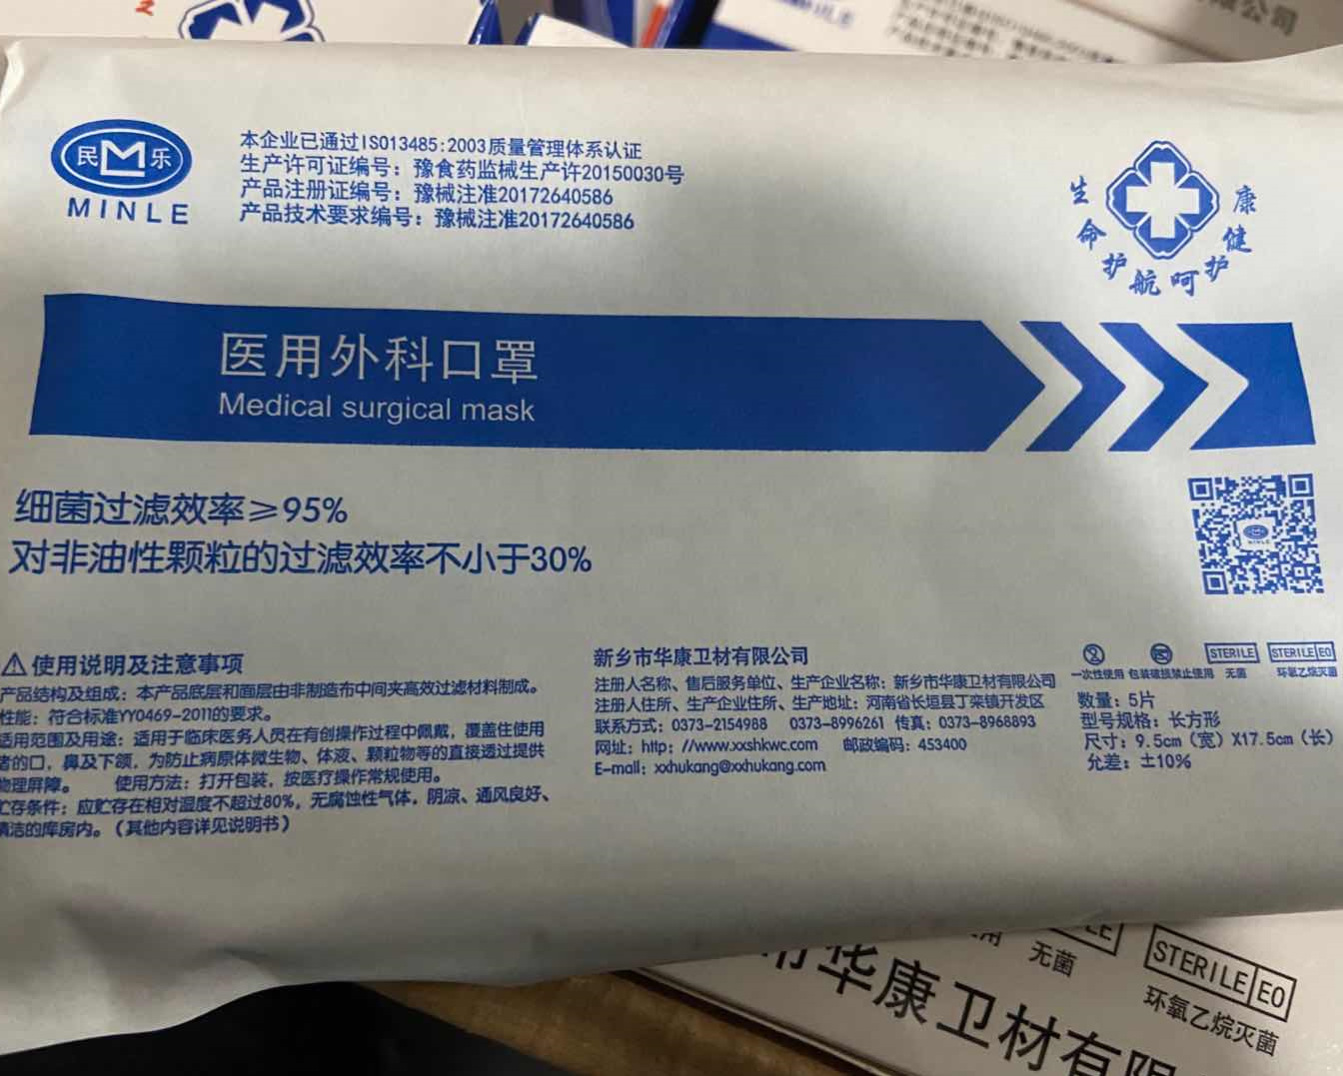 限公司
民 乐
MINLE
本企业已通过ISO13485:2003质量管理体系认证
生产许可证编号：豫食药监械生产许20150030号
产品注册证编号：豫械注准20172640586
产品技术要求编号：豫械注准20172640586
生命护航呵护健康
医用外科口罩
Medical surgical mask
细菌过滤效率≥95%
对非油性颗粒的过滤效率不小于30%
MINLE
⚠使用说明及注意事项
产品结构及组成：本产品底层和面层由非制造布中间夹高效过滤材料制成。
性能：符合标准YY0469-2011的要求。
适用范围及用途：适用于临床医务人员在有创操作过程中佩戴，覆盖住使用
者的口，鼻及下颌，为防止病原体微生物、体液、颗粒物等的直接透过提供
物理屏障。 使用方法：打开包装，按医疗操作常规使用。
贮存条件：应贮存在相对湿度不超过80%，无腐蚀性气体，阴凉、通风良好、
清洁的库房内。（其他内容详见说明书）
新乡市华康卫材有限公司
注册人名称、售后服务单位、生产企业名称：新乡市华康卫材有限公司
注册人住所、生产企业住所、生产地址：河南省长垣县丁栾镇开发区
联系方式：0373-2154988 0373-8996261 传真：0373-8968893
网址：http：//www.xxshkwc.com 邮政编码：453400
E-mall：xxhukang@xxhukang.com
STERILE STERILE EO
一次性使用 包装破损禁止使用 无菌 环氧乙烷灭菌
数量：5片
型号规格：长方形
尺寸：9.5cm（宽）X17.5cm（长）
允差：±10%
用 无菌
STERILE EO
环氧乙烷灭菌
市华康卫材有限